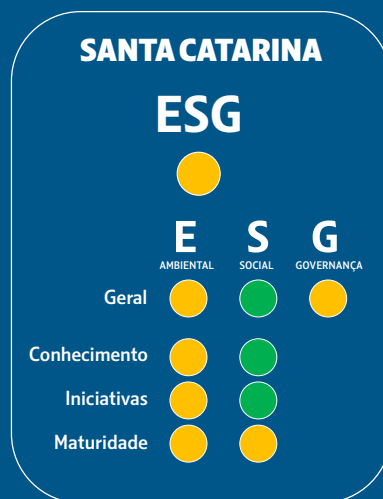 SANTA CATARINA
ESG
E S G
AMBIENTAL SOCIAL GOVERNANÇA
Geral
Conhecimento
Iniciativas
Maturidade